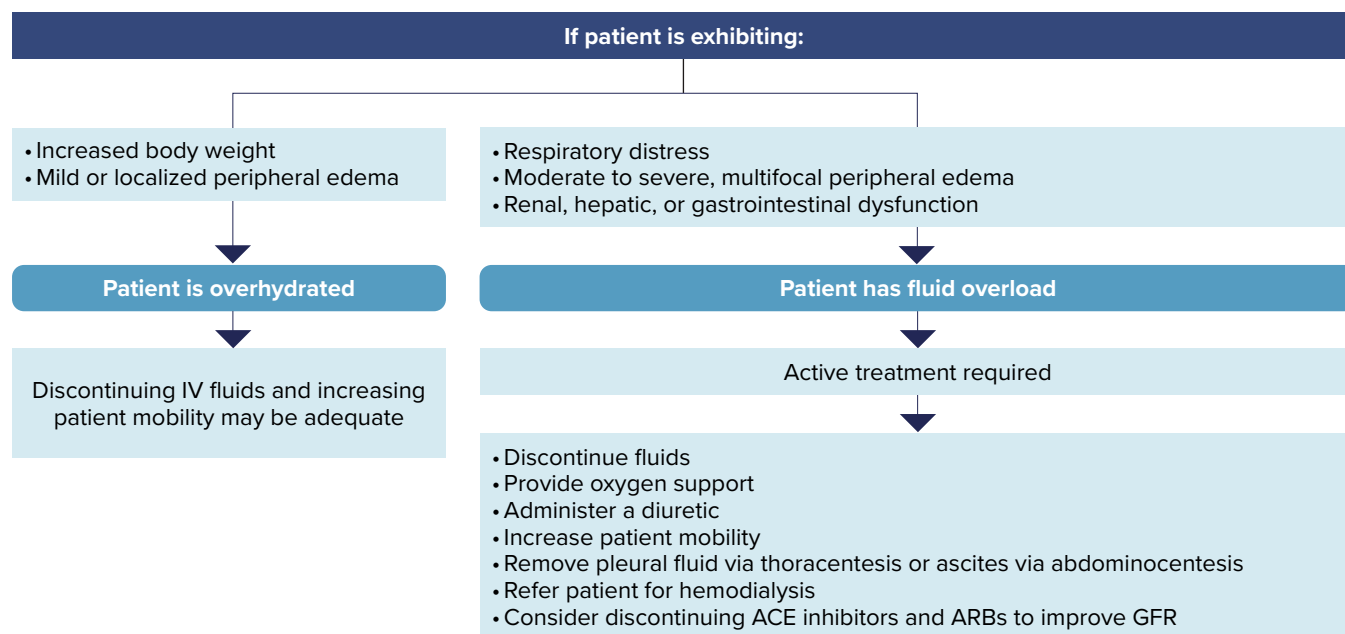 If patient is exhibiting:
• Increased body weight
• Mild or localized peripheral edema
Patient is overhydrated
Discontinuing IV fluids and increasing
patient mobility may be adequate
• Respiratory distress
• Moderate to severe, multifocal peripheral edema
• Renal, hepatic, or gastrointestinal dysfunction
Patient has fluid overload
Active treatment required
• Discontinue fluids
• Provide oxygen support
• Administer a diuretic
• Increase patient mobility
• Remove pleural fluid via thoracentesis or ascites via abdominocentesis
• Refer patient for hemodialysis
• Consider discontinuing ACE inhibitors and ARBs to improve GFR